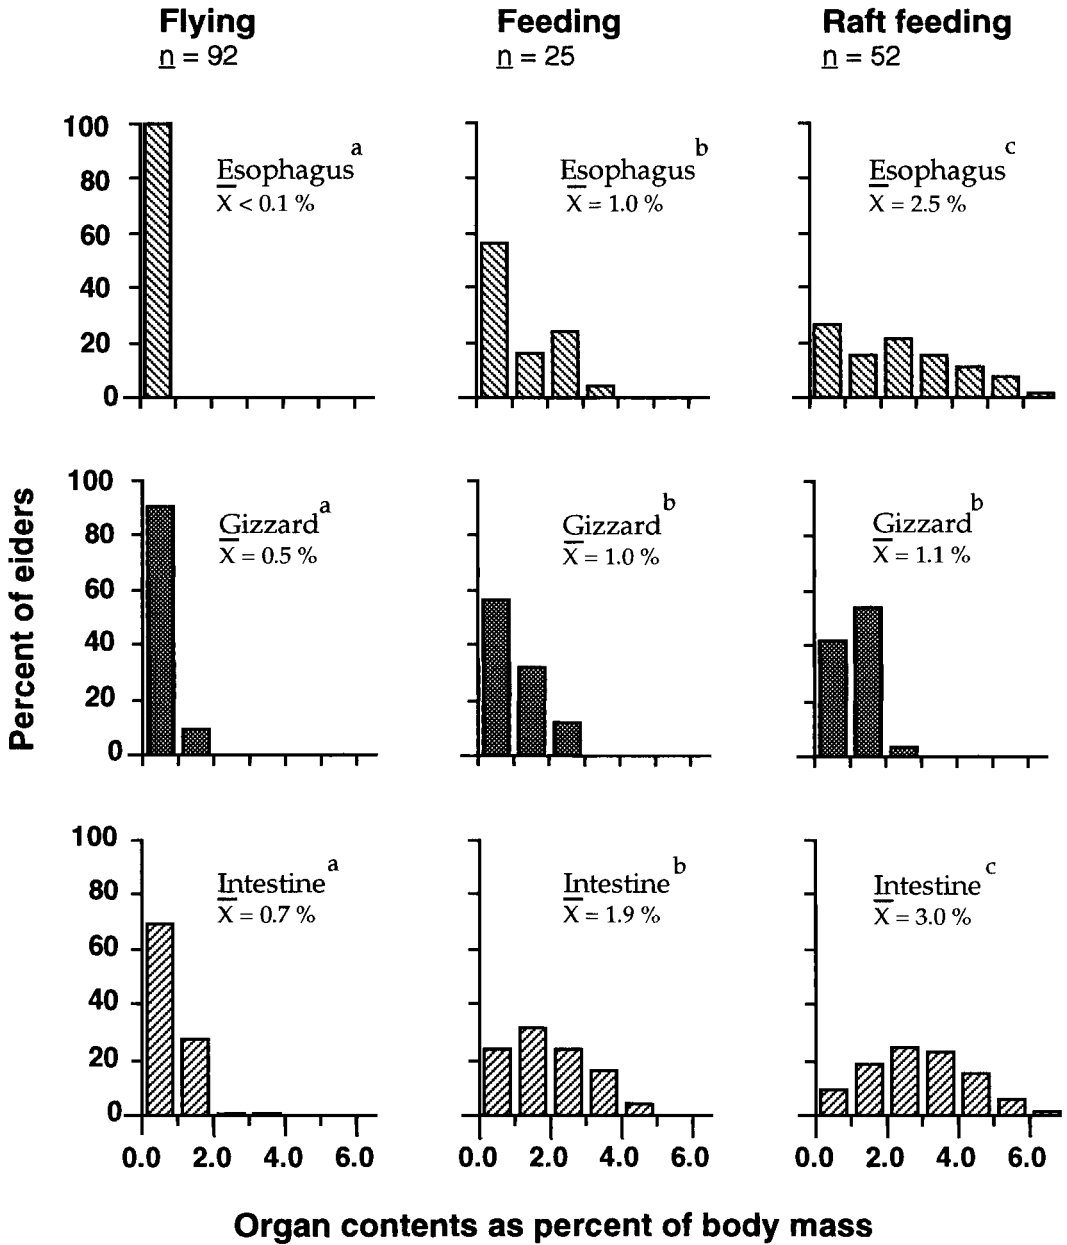 Flying Feeding Raft feeding
n = 92 n = 25 n = 52
100
80
60
40
20
0
Esophagus a
X < 0.1 %
Esophagus b
X = 1.0 %
Esophagus c
X = 2.5 %
100
80
60
40
20
0
Gizzard a
X = 0.5 %
Gizzard b
X = 1.0 %
Gizzard b
X = 1.1 %
Percent of eiders
100
80
60
40
20
0
Intestine a
X = 0.7 %
Intestine b
X = 1.9 %
Intestine c
X = 3.0 %
0.0 2.0 4.0 6.0 0.0 2.0 4.0 6.0 0.0 2.0 4.0 6.0
Organ contents as percent of body mass